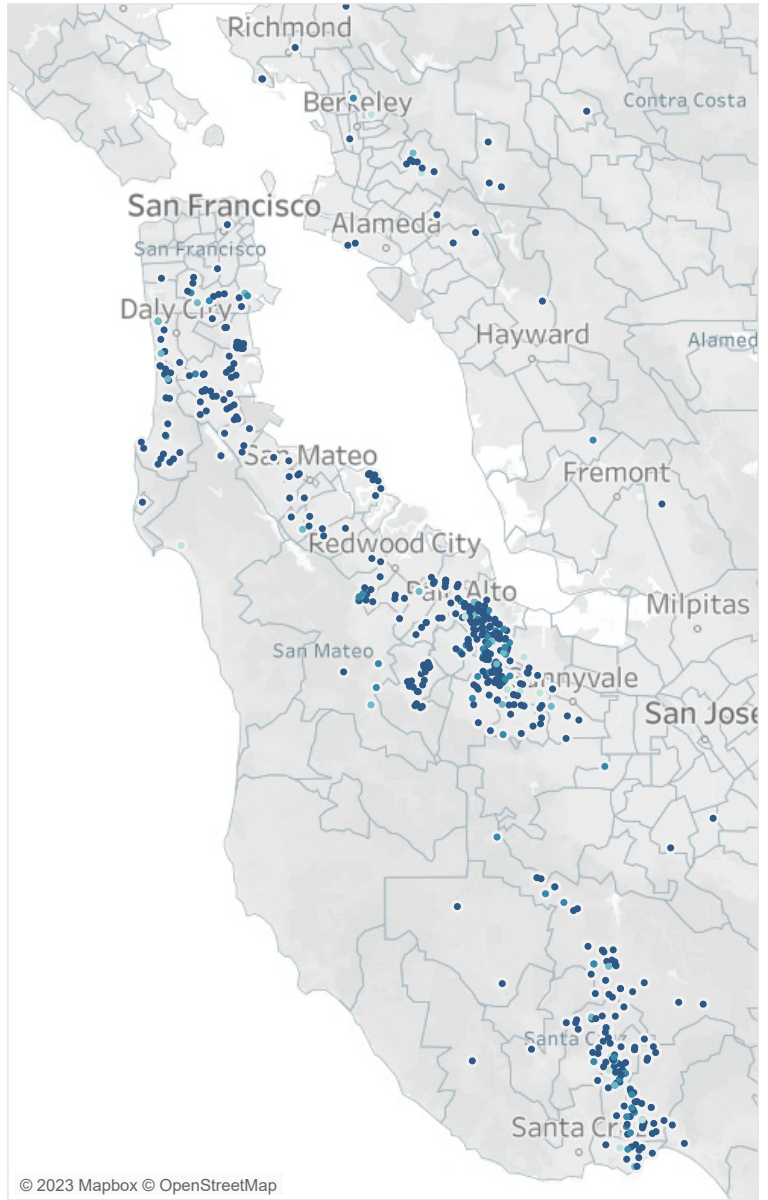 Richmond
Berkeley
Contra Costa
San Francisco
Alameda
San Francisco
Daly City
Hayward
Alamed
San Mateo
Fremont
Redwood City
Palo Alto
Milpitas
San Mateo
nnyvale
San Jose
Santa Cruz
Santa Cruz
© 2023 Mapbox © OpenStreetMap